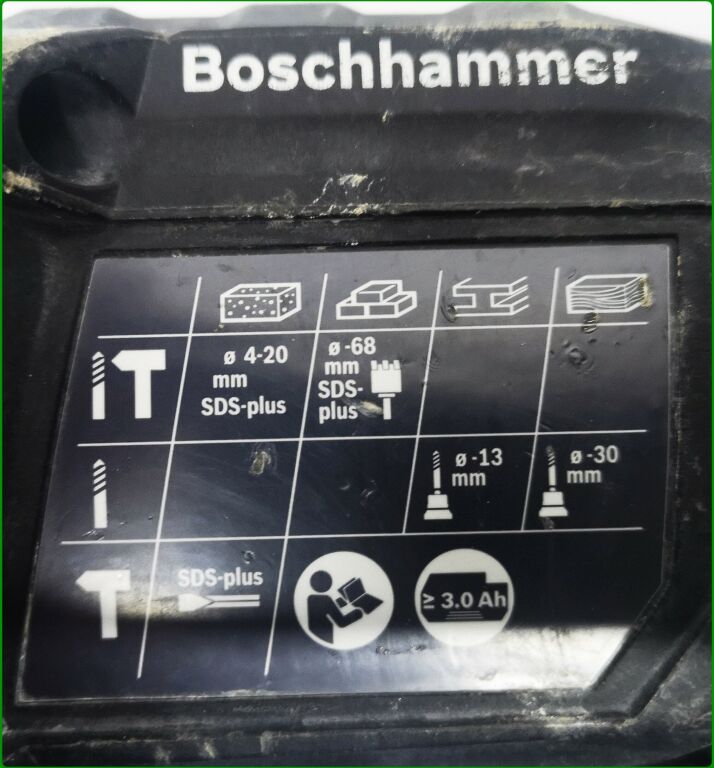 Boschhammer
ø 4-20
mm
SDS-plus
ø -68
mm
SDS-
plus
ø -13
mm
ø -30
mm
SDS-plus
≥ 3.0 Ah